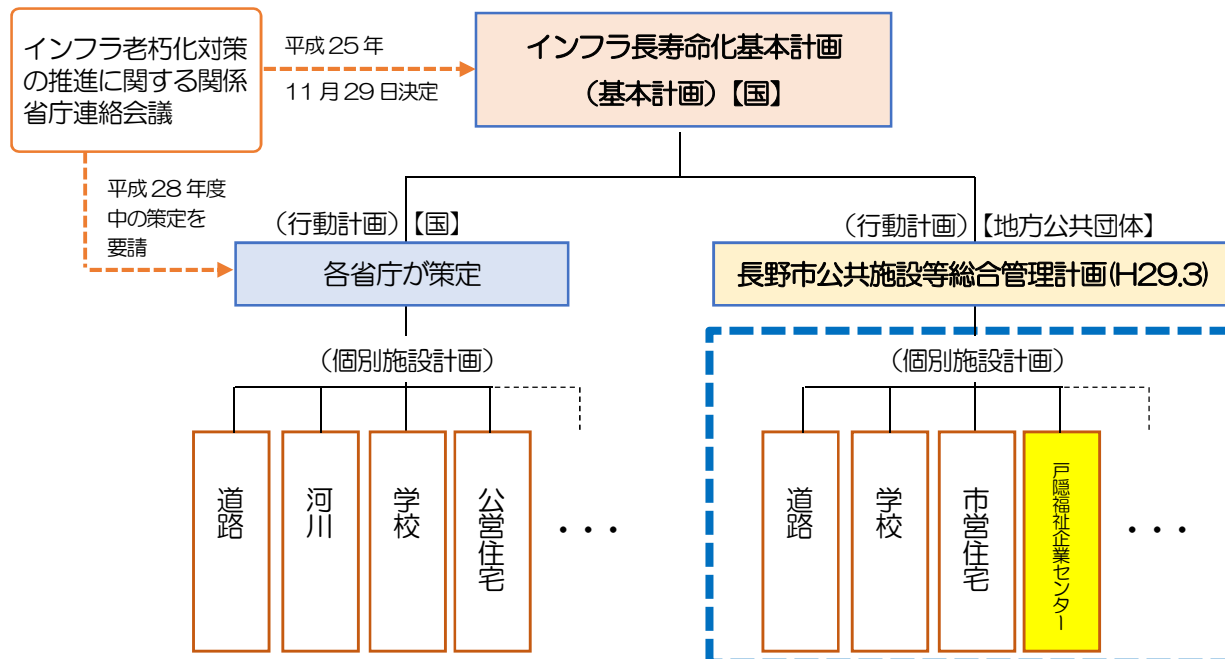 インフラ老朽化対策
の推進に関する関係
省庁連絡会議
平成25年
11月29日決定
インフラ長寿命化基本計画
(基本計画)【国】
平成28年度
中の策定を
要請
(行動計画)【国】
各省庁が策定
(行動計画)【地方公共団体】
長野市公共施設等総合管理計画(H29.3)
(個別施設計画)
道路
河川
学校
公営住宅
・・・
(個別施設計画)
道路
学校
市営住宅
戸隠福祉企業センター
・・・